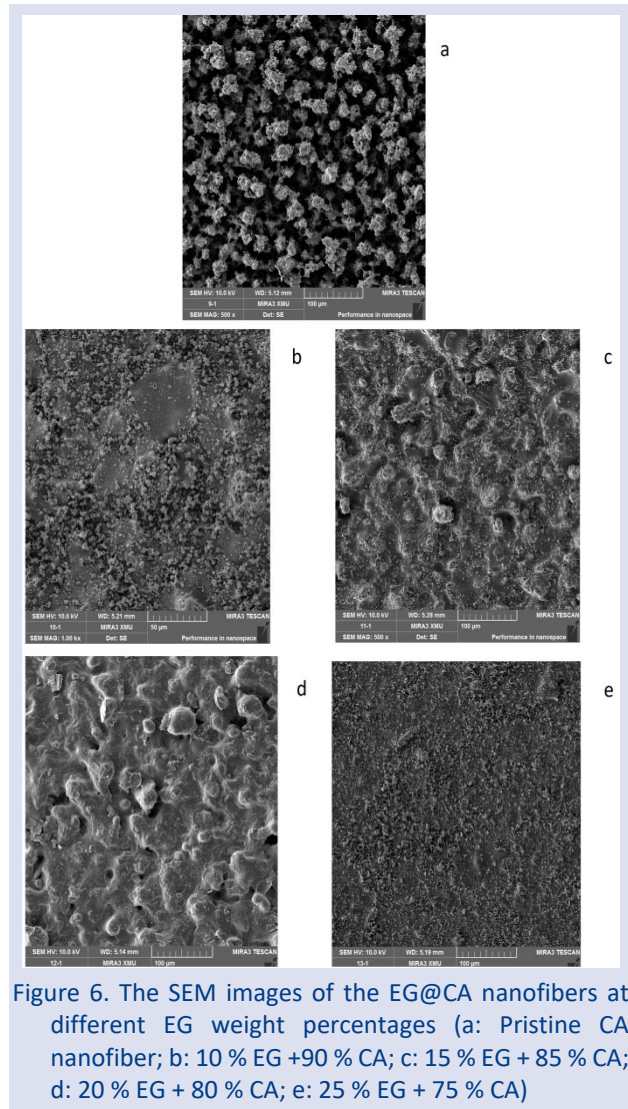 a
SEM HV: 10.0 kV WD: 5.12 mm MIRA3 TESCAN
9-1 MIRA3 XMU 100 µm
SEM MAG: 500 x Det: SE Performance in nanospace
b
c
SEM HV: 10.0 kV WD: 5.21 mm MIRA3 TESCAN
10-1 MIRA3 XMU 50 µm
SEM MAG: 1.00 kx Det: SE Performance in nanospace
SEM HV: 10.0 kV WD: 5.28 mm MIRA3 TESCAN
11-1 MIRA3 XMU 100 µm
SEM MAG: 500 x Det: SE Performance in nanospace
d
e
SEM HV: 10.0 kV WD: 5.14 mm MIRA3 TESCAN
12-1 MIRA3 XMU 100 µm
SEM HV: 10.0 kV WD: 5.19 mm MIRA3 TESCAN
13-1 MIRA3 XMU 100 µm
Figure 6. The SEM images of the EG@CA nanofibers at
different EG weight percentages (a: Pristine CA
nanofiber; b: 10 % EG +90 % CA; c: 15 % EG + 85 % CA;
d: 20 % EG + 80 % CA; e: 25 % EG + 75 % CA)